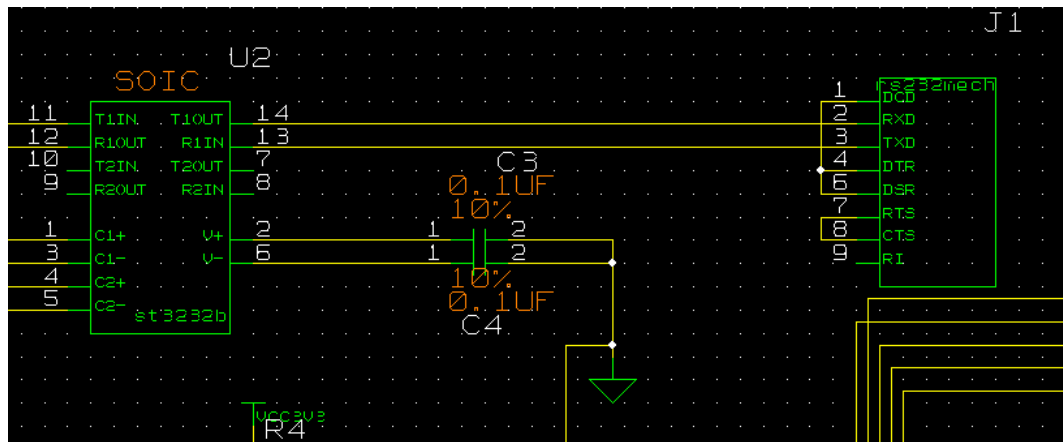 J1
U2
SOIC
rs232mech
11 T1IN T1OUT 14
12 R1OUT R1IN 13
10 T2IN T2OUT 7
9 R2OUT R2IN 8
1 C1+ V+ 2
3 C1- V- 6
4 C2+
5 C2-
st3232b
C3
0.1UF
10%
1 2
1 2
10%
0.1UF
C4
1 DCD
2 RXD
3 TXD
4 DTR
6 DSR
7 RTS
8 CTS
9 RI
VCC3V3
R4